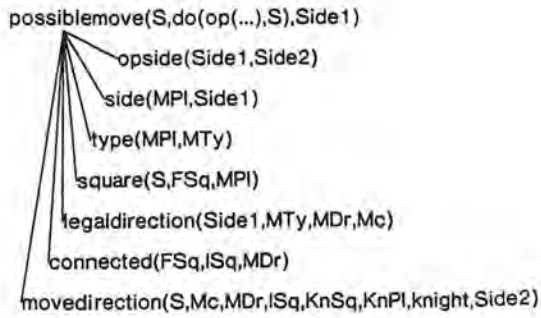 possiblemove(S,do(op(...),S),Side1)
opside(Side1,Side2)
side(MPl,Side1)
type(MPl,MTy)
square(S,FSq,MPl)
legaldirection(Side1,MTy,MDr,Mc)
connected(FSq,ISq,MDr)
movedirection(S,Mc,MDr,ISq,KnSq,KnPl,knight,Side2)